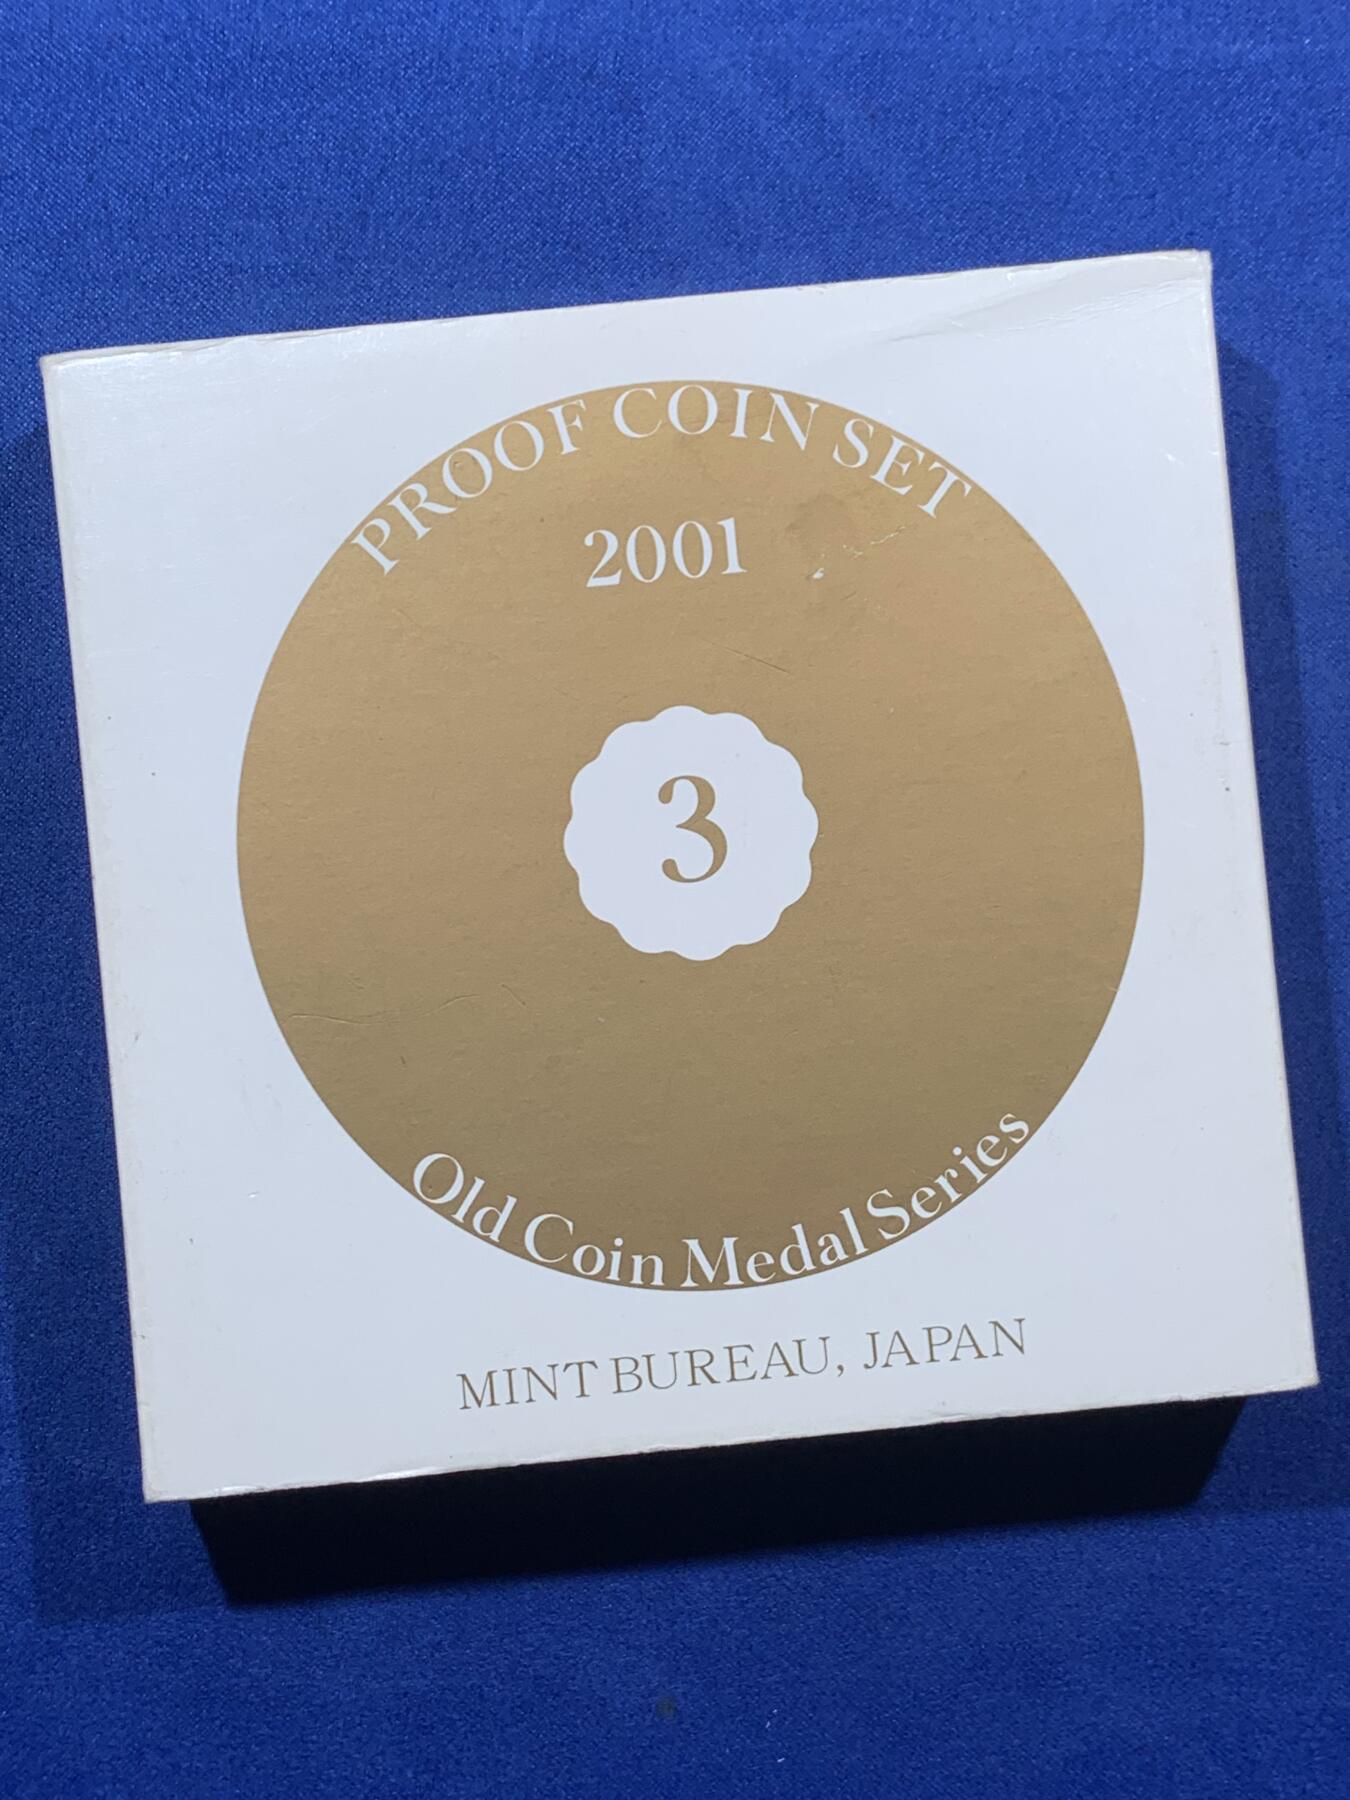 PROOF COIN SET
2001
3
Old Coin Medal Series
MINT BUREAU, JAPAN